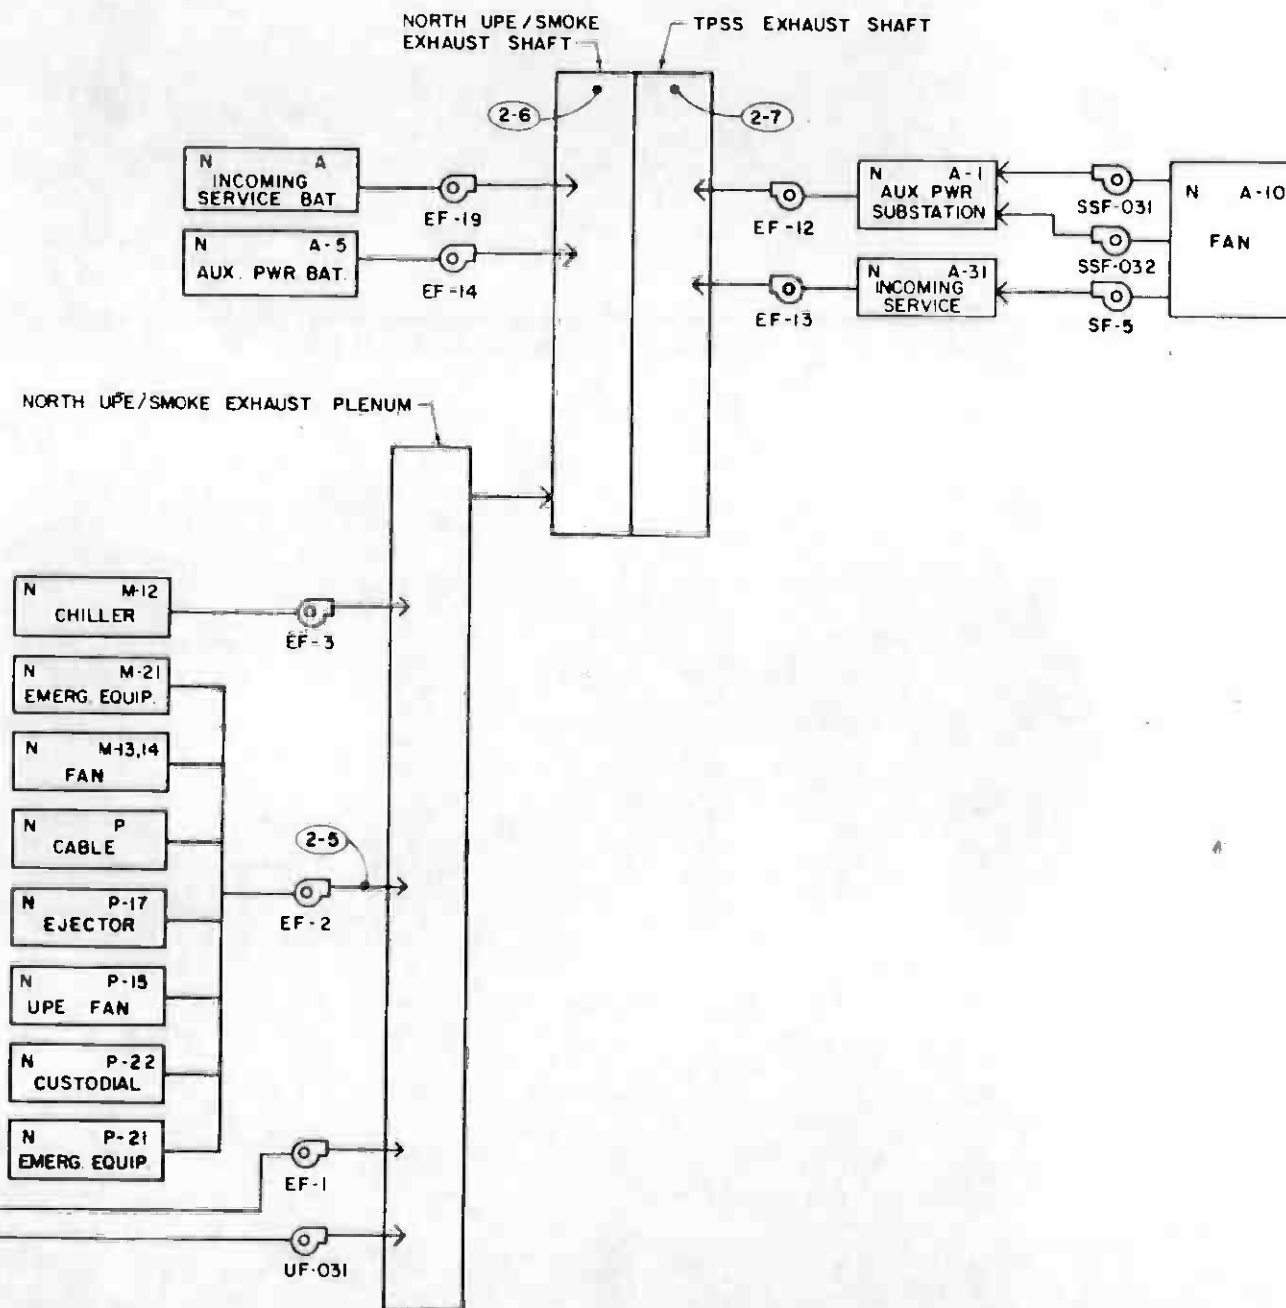 NORTH UPE/SMOKE
EXHAUST SHAFT
TPSS EXHAUST SHAFT
2-6
2-7
N A
INCOMING
SERVICE BAT.
EF-19
N A-5
AUX. PWR BAT.
EF-14
EF-12
N A-1
AUX PWR
SUBSTATION
SSF-031
SSF-032
N A-10
FAN
EF-13
N A-31
INCOMING
SERVICE
SF-5
NORTH UPE/SMOKE EXHAUST PLENUM
N M-12
CHILLER
EF-3
N M-21
EMERG. EQUIP.
N M-13,14
FAN
N P
CABLE
2-5
N P-17
EJECTOR
EF-2
N P-15
UPE FAN
N P-22
CUSTODIAL
N P-21
EMERG. EQUIP.
EF-1
UF-031